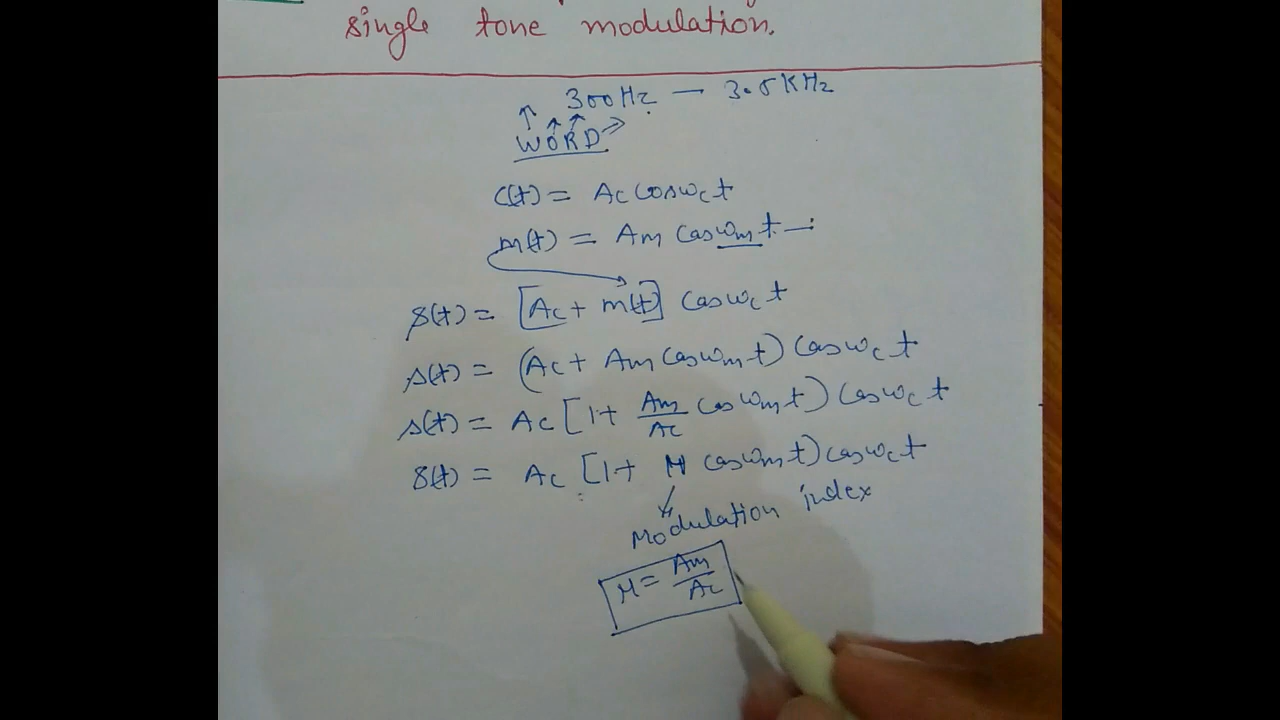 single tone modulation.
300Hz — 3.5KHz
WORD
c(t) = Ac cosωct
m(t) = Am cosωmt
s(t) = [Ac + m(t)] cosωct
s(t) = (Ac + Am cosωmt) cosωct
s(t) = Ac [1+ Am/Ac cosωmt) cosωct
s(t) = Ac [1+ μ cosωmt) cosωct
Modulation index
μ = Am/Ac